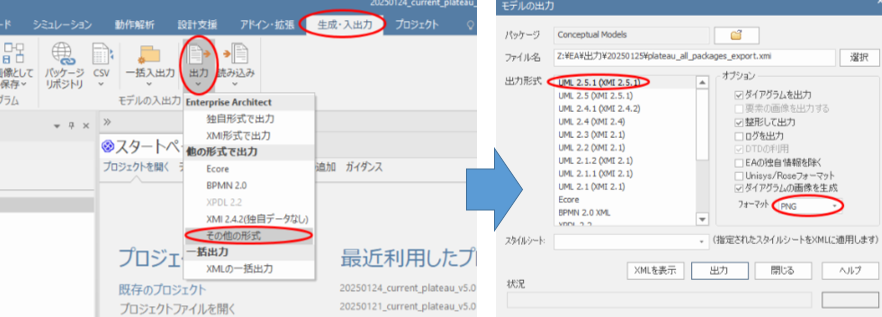 20250124_current_plateau
ード シミュレーション 動作解析 設計支援 アドイン・拡張 生成・入出力 プロジェクト
像として パッケージ CSV 一括入出力 出力 読み込み
保存 リポジトリ
グラム モデルの入出力
Enterprise Architect
独自形式で出力
XMI形式で出力
他の形式で出力
Ecore
BPMN 2.0
XPDL 2.2
XMI 2.4.2(独自データなし)
その他の形式
一括出力
XMLの一括出力
スタートペ
プロジェクトを開く 追加 ガイダンス
プロジェク 最近利用したプ
既存のプロジェクト 20250124_current_plateau_v5.0
プロジェクトファイルを開く 20250121_current_plateau_v5.0
モデルの出力
パッケージ Conceptual Models
ファイル名 Z:¥EA¥出力¥20250125¥plateau_all_packages_export.xmi 選択
出力形式 オプション
UML 2.5.1 (XMI 2.5.1)
UML 2.5 (XMI 2.5.1)
UML 2.4.1 (XMI 2.4.2)
UML 2.4 (XMI 2.4)
UML 2.3 (XMI 2.1)
UML 2.2 (XMI 2.1)
UML 2.1.2 (XMI 2.1)
UML 2.1.1 (XMI 2.1)
UML 2.1 (XMI 2.1)
Ecore
BPMN 2.0 XML
XPDL 2.2
ダイアグラムを出力
要素の画像を出力する
整形して出力
ログを出力
DTDの利用
EAの独自情報を除く
Unisys/Roseフォーマット
ダイアグラムの画像を生成
フォーマット PNG
スタイルシート: (指定されたスタイルシートをXMLに適用します)
XMLを表示 出力 閉じる ヘルプ
状況